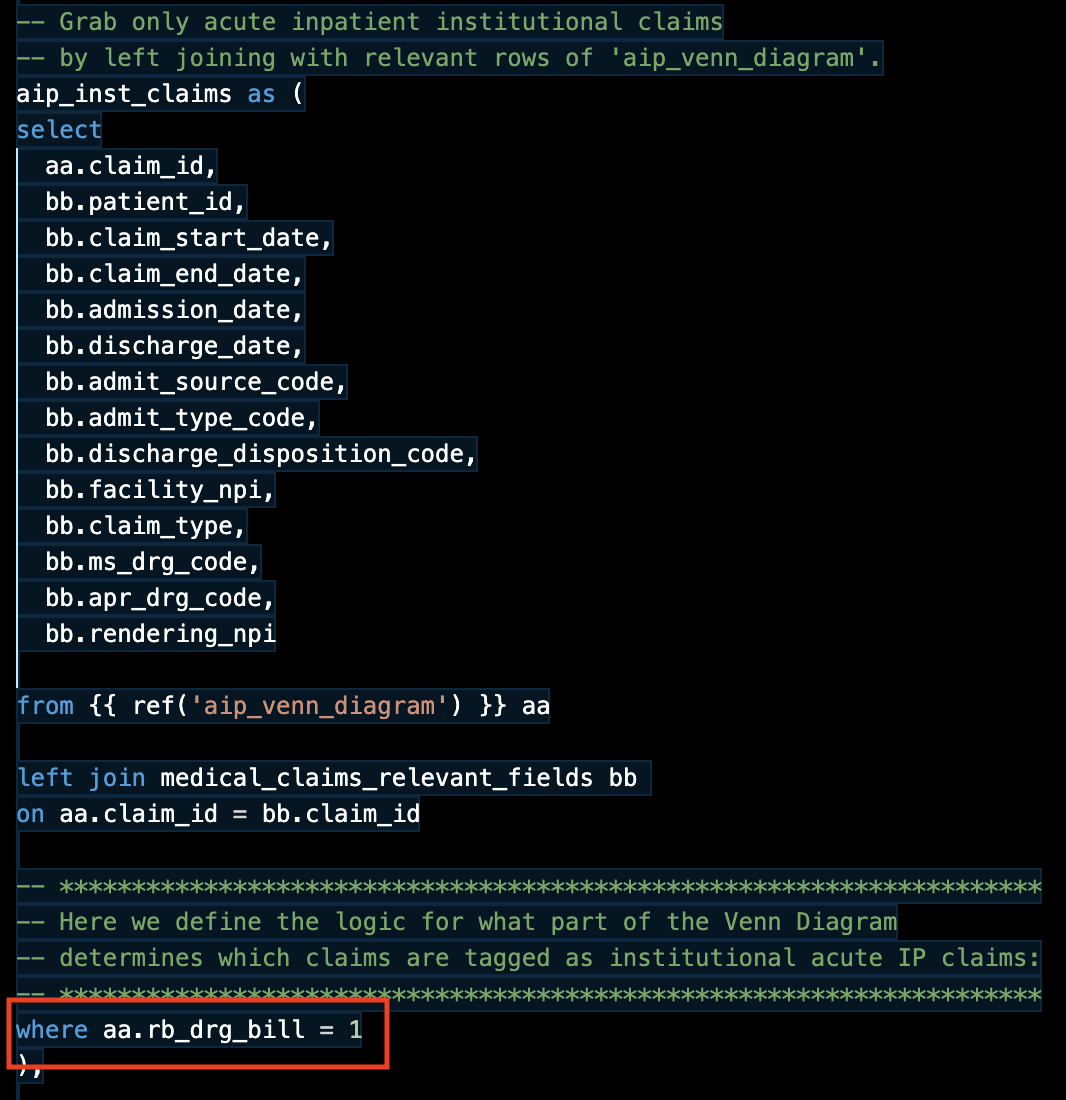 -- Grab only acute inpatient institutional claims
-- by left joining with relevant rows of 'aip_venn_diagram'.
aip_inst_claims as (
select
aa.claim_id,
bb.patient_id,
bb.claim_start_date,
bb.claim_end_date,
bb.admission_date,
bb.discharge_date,
bb.admit_source_code,
bb.admit_type_code,
bb.discharge_disposition_code,
bb.facility_npi,
bb.claim_type,
bb.ms_drg_code,
bb.apr_drg_code,
bb.rendering_npi
from {{ ref('aip_venn_diagram') }} aa
left join medical_claims_relevant_fields bb
on aa.claim_id = bb.claim_id
-- ********************************************************************
-- Here we define the logic for what part of the Venn Diagram
-- determines which claims are tagged as institutional acute IP claims:
-- ********************************************************************
where aa.rb_drg_bill = 1
),